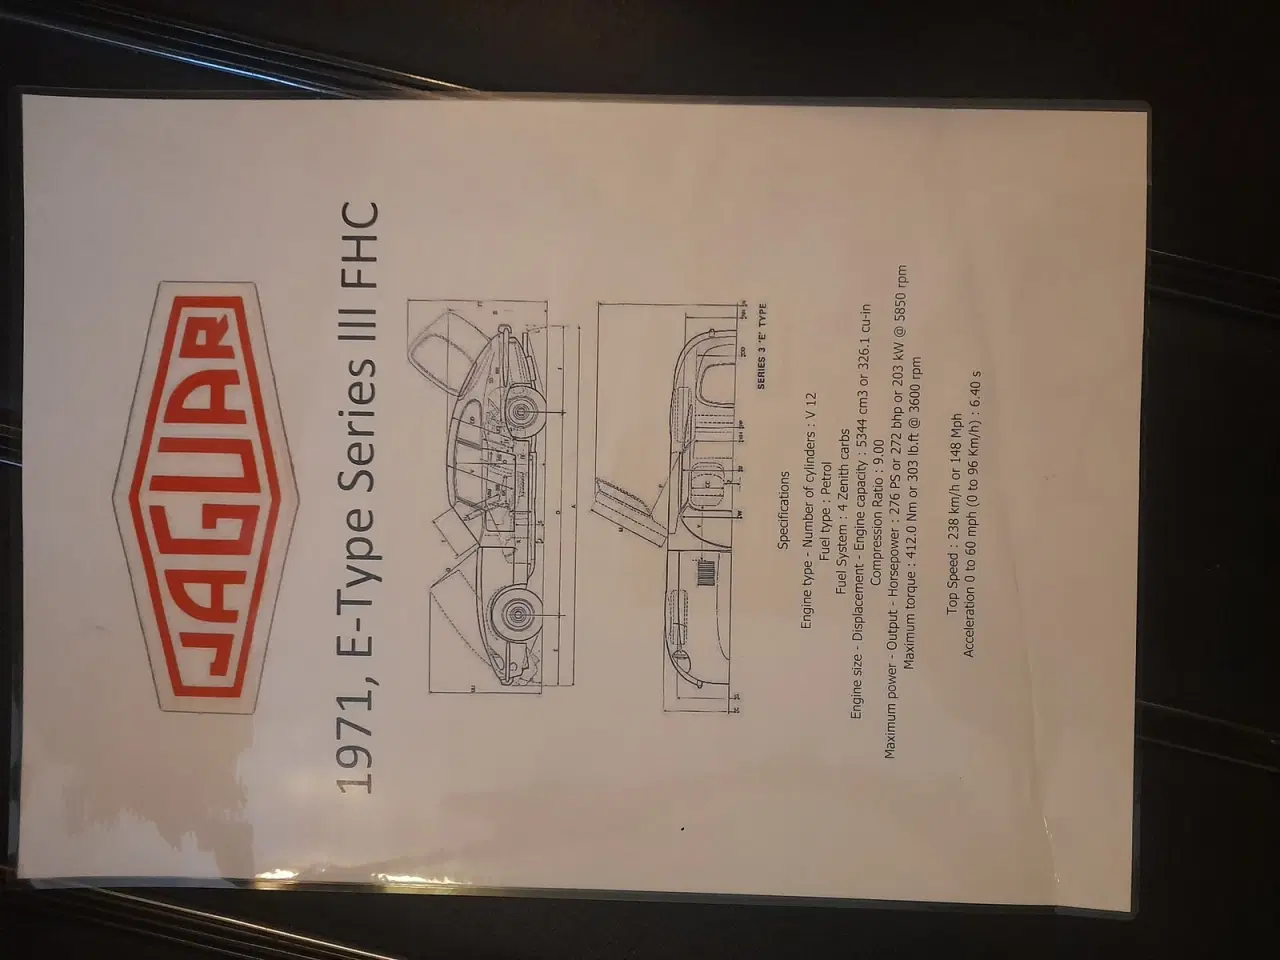 JAGUAR
1971, E-Type Series III FHC
SERIES 3 'E' TYPE
Specifications
Engine type - Number of cylinders : V 12
Fuel type : Petrol
Fuel System : 4 Zenith carbs
Engine size - Displacement - Engine capacity : 5344 cm3 or 326.1 cu-in
Compression Ratio : 9.00
Maximum power - Output - Horsepower : 276 PS or 272 bhp or 203 kW @ 5850 rpm
Maximum torque : 412.0 Nm or 303 lb.ft @ 3600 rpm
Top Speed : 238 km/h or 148 Mph
Acceleration 0 to 60 mph (0 to 96 Km/h) : 6.40 s